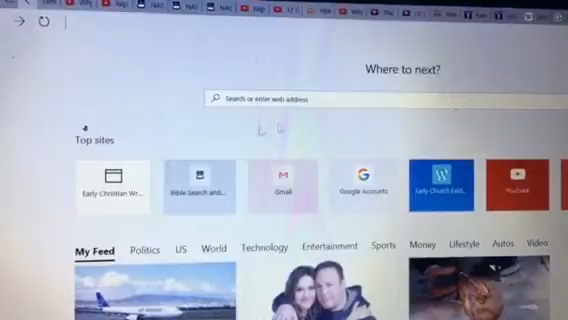 Where to next?
Search or enter web address
Top sites
Early Christian Wr...
Bible Search and...
Gmail
Google Accounts
Early Church Exid...
YouTube
My Feed Politics US World Technology Entertainment Sports Money Lifestyle Autos Video